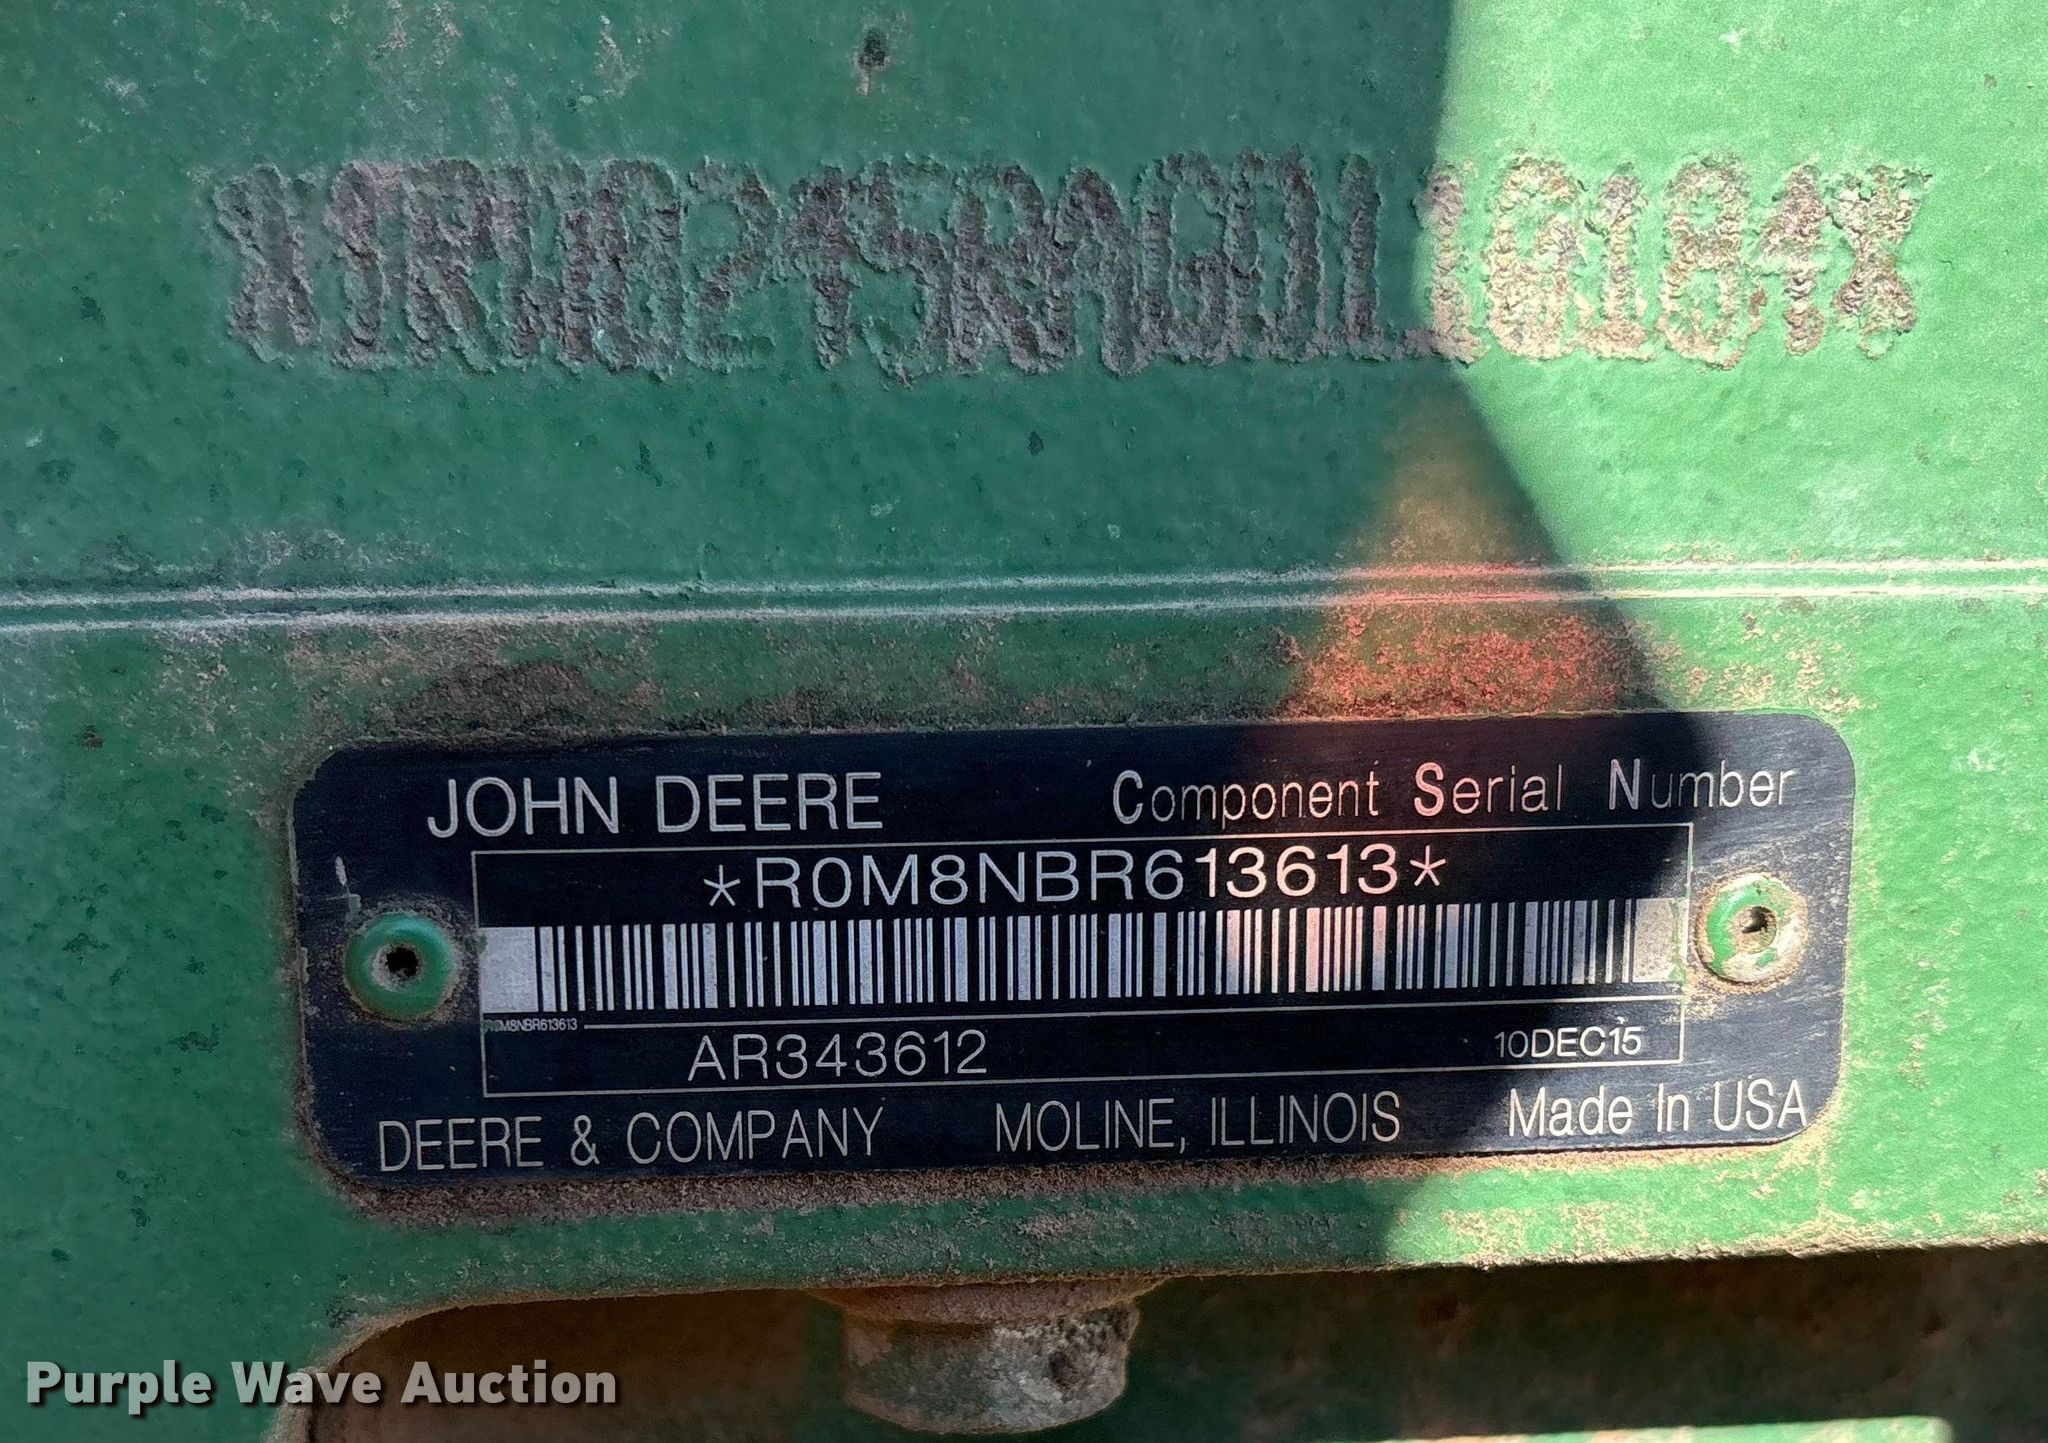 X1RW8245RAGDL1G184X
JOHN DEERE Component Serial Number
*R0M8NBR613613*
R0M8NBR613613
AR343612 10DEC15
DEERE & COMPANY MOLINE, ILLINOIS Made In USA
Purple Wave Auction